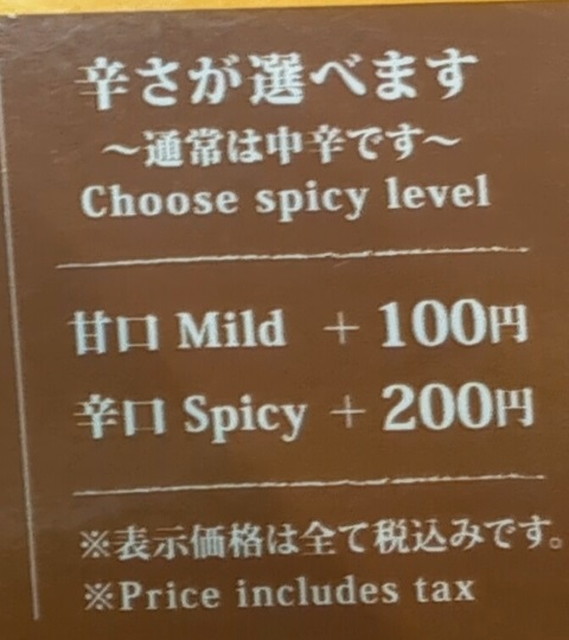 辛さが選べます
～通常は中辛です～
Choose spicy level
甘口 Mild ＋100円
辛口 Spicy ＋200円
※表示価格は全て税込みです。
※Price includes tax